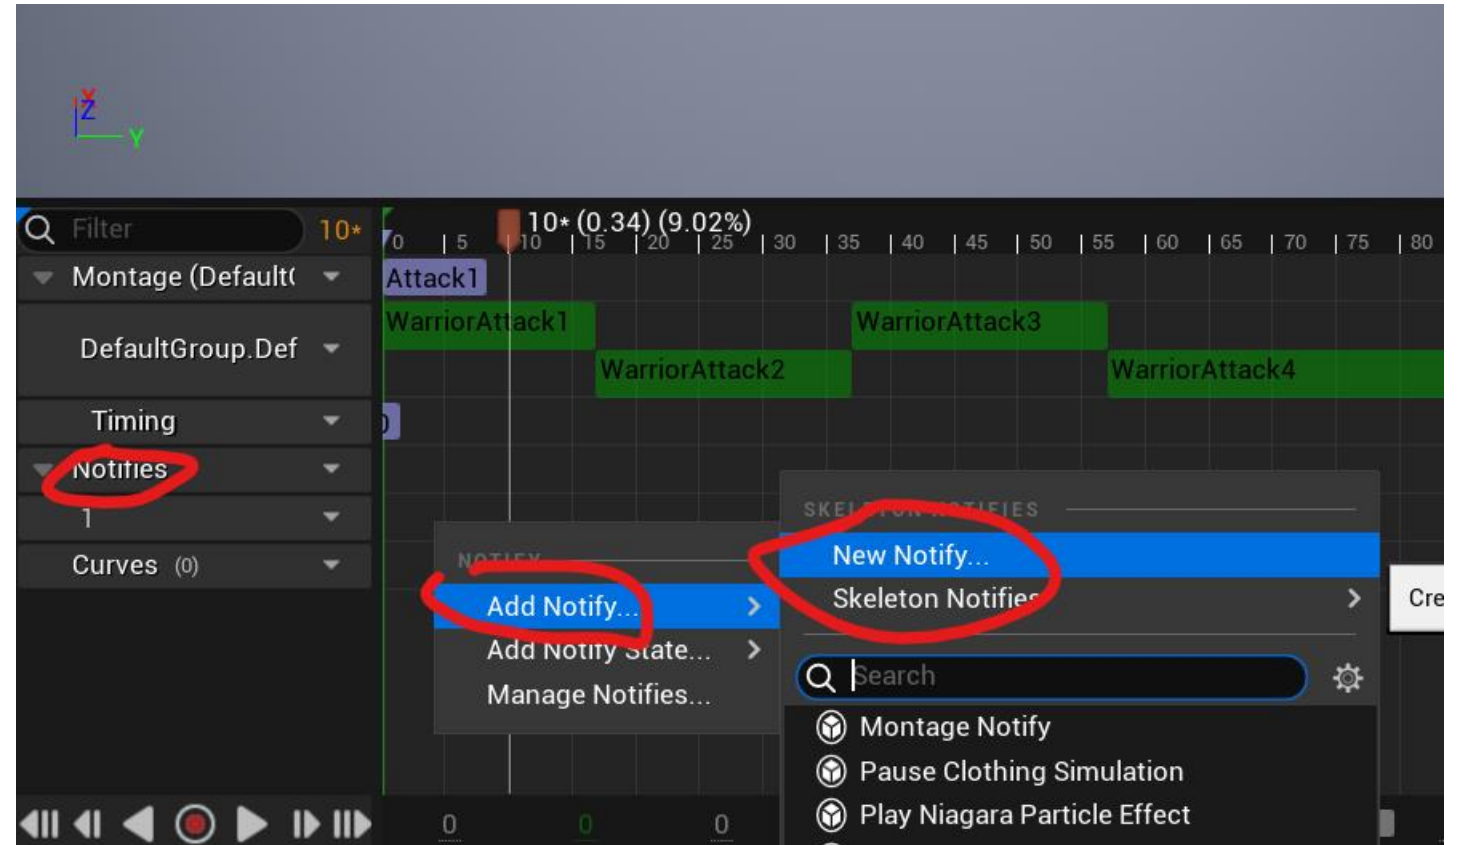 X
Z
Y
Filter
10*
10* (0.34) (9.02%)
0 5 10 15 20 25 30 35 40 45 50 55 60 65 70 75 80
Montage (Default(
Attack1
DefaultGroup.Def
WarriorAttack1
WarriorAttack3
WarriorAttack2
WarriorAttack4
Timing
Notifies
1
Curves (0)
NOTIFY
Add Notify...
Add Notify State...
Manage Notifies...
SKELETON NOTIFIES
New Notify...
Skeleton Notifies
Cre
Search
Montage Notify
Pause Clothing Simulation
Play Niagara Particle Effect
0 0 0